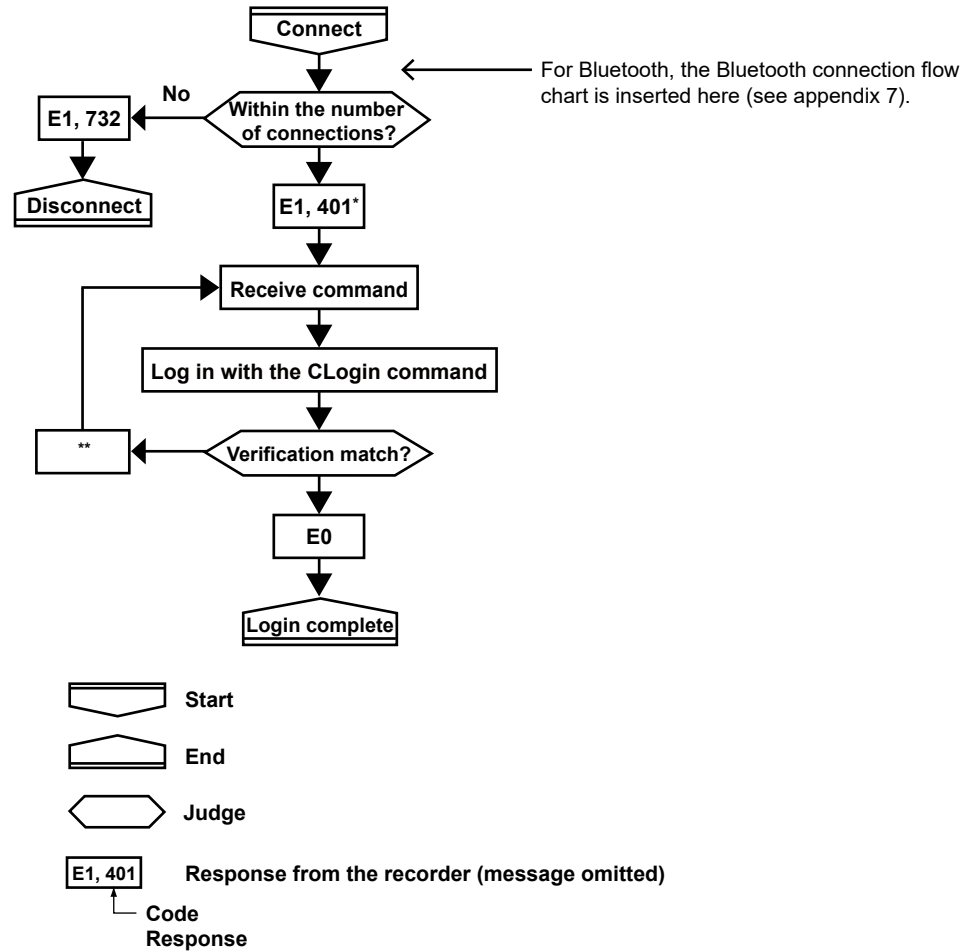 Connect
For Bluetooth, the Bluetooth connection flow
chart is inserted here (see appendix 7).
No
Within the number
of connections?
E1, 732
Disconnect
E1, 401*
Receive command
Log in with the CLogin command
**
Verification match?
E0
Login complete
Start
End
Judge
E1, 401
Response from the recorder (message omitted)
Code
Response